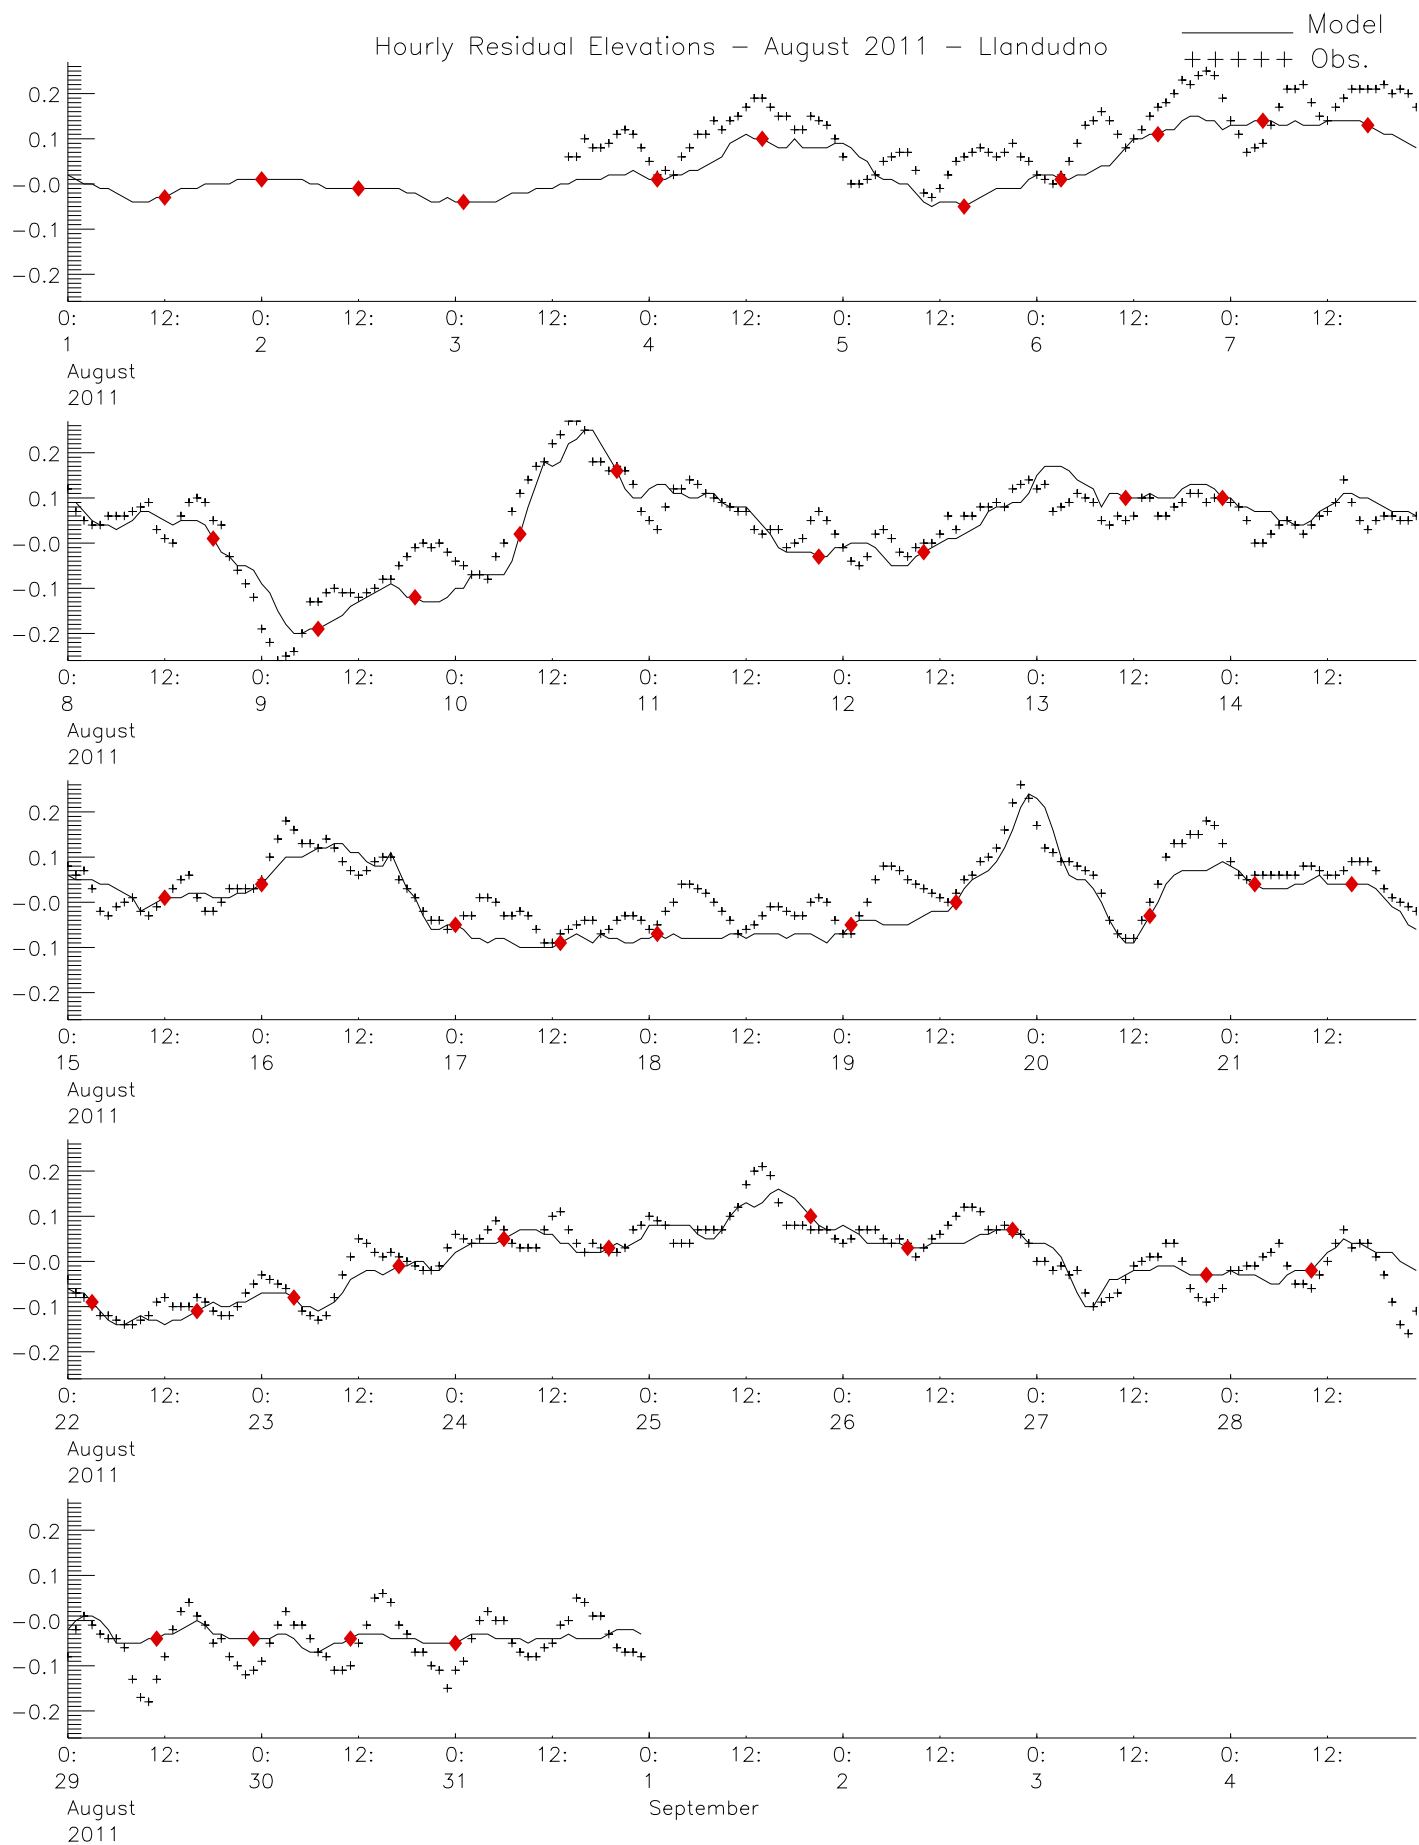 Hourly Residual Elevations – August 2011 – Llandudno
Model
+++++ Obs.
0.2
0.1
−0.0
−0.1
−0.2
0: 12: 0: 12: 0: 12: 0: 12: 0: 12: 0: 12: 0: 12:
1 2 3 4 5 6 7
August
2011
0.2
0.1
−0.0
−0.1
−0.2
0: 12: 0: 12: 0: 12: 0: 12: 0: 12: 0: 12: 0: 12:
8 9 10 11 12 13 14
August
2011
0.2
0.1
−0.0
−0.1
−0.2
0: 12: 0: 12: 0: 12: 0: 12: 0: 12: 0: 12: 0: 12:
15 16 17 18 19 20 21
August
2011
0.2
0.1
−0.0
−0.1
−0.2
0: 12: 0: 12: 0: 12: 0: 12: 0: 12: 0: 12: 0: 12:
22 23 24 25 26 27 28
August
2011
0.2
0.1
−0.0
−0.1
−0.2
0: 12: 0: 12: 0: 12: 0: 12: 0: 12: 0: 12: 0: 12:
29 30 31 1 2 3 4
August September
2011